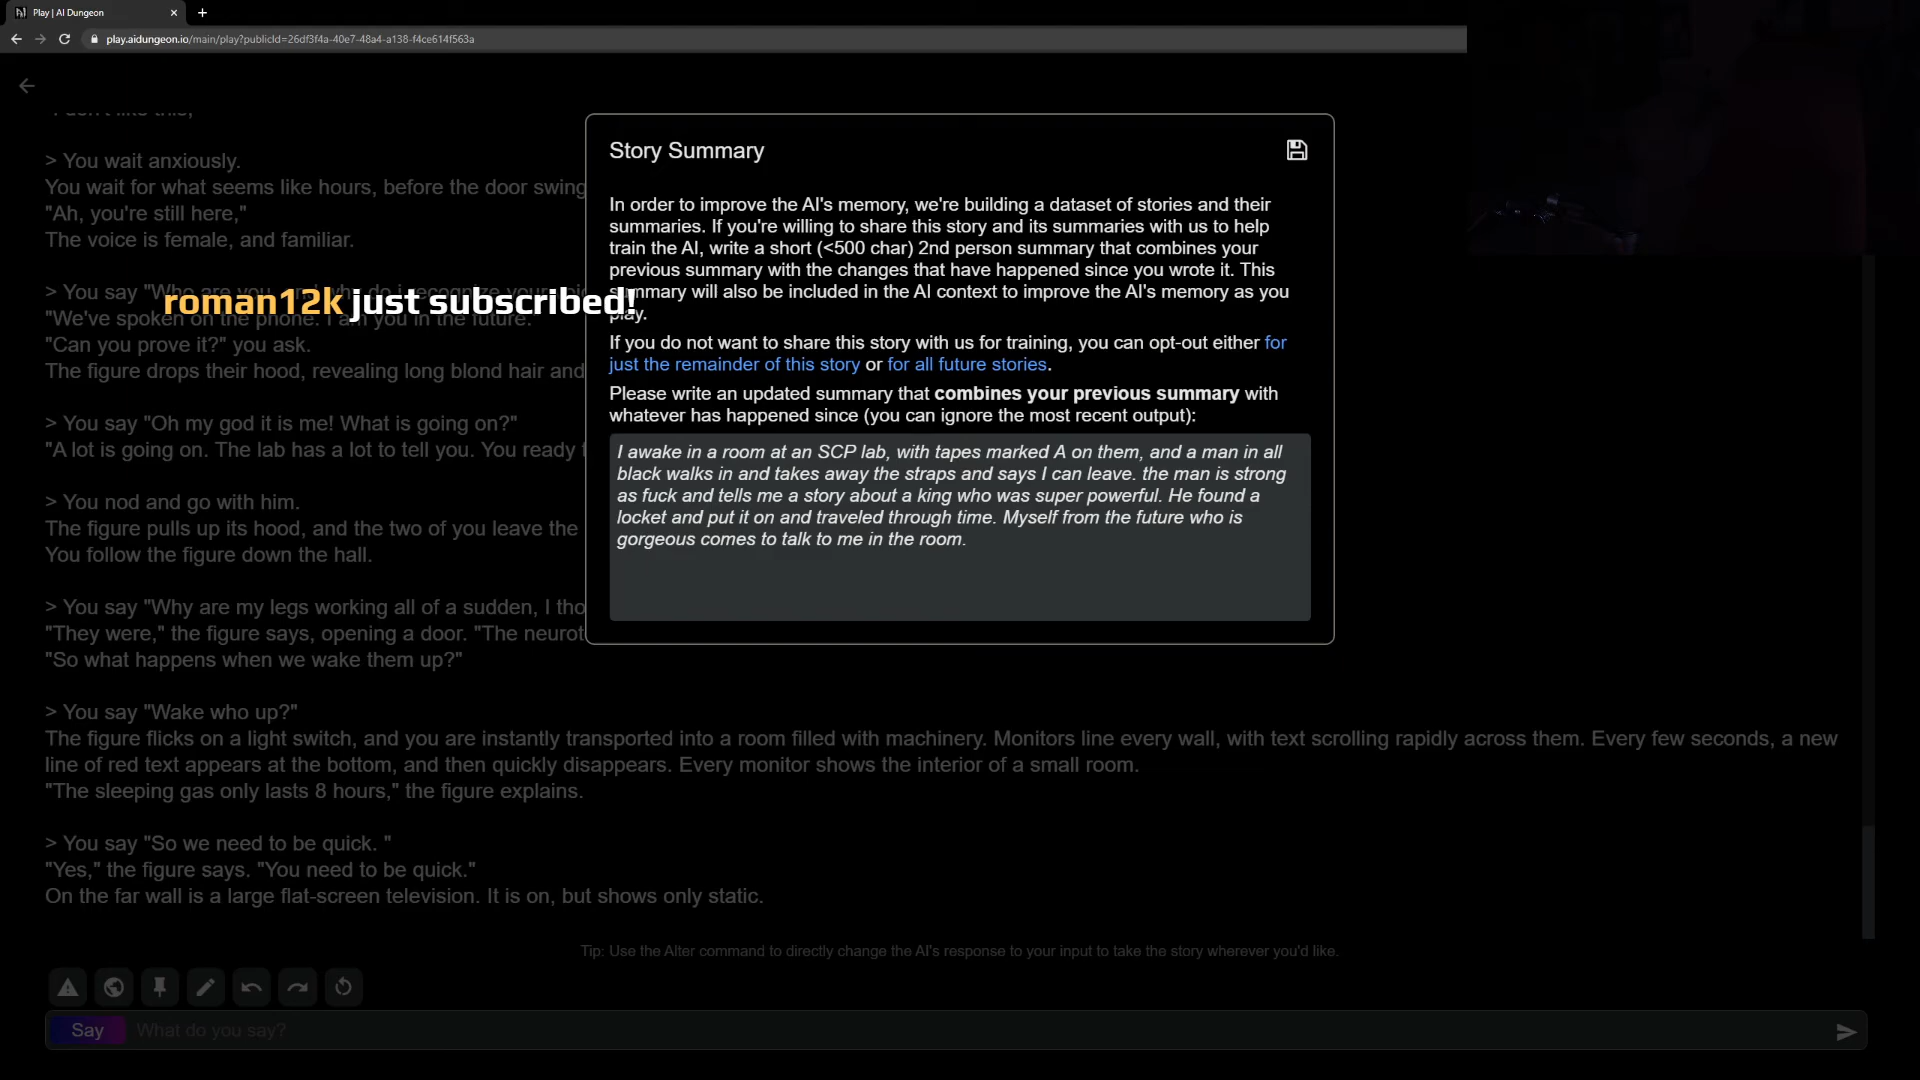 Play | AI Dungeon
play.aidungeon.io/main/play?publicId=26df3f4a-40e7-48a4-a138-f4ce614f563a
"I don't like this,"
> You wait anxiously.
You wait for what seems like hours, before the door swing
"Ah, you're still here,"
The voice is female, and familiar.
> You say "Who are you, and why do i recognize your
roman12k just subscribed!
"We've spoken on the phone. I am you in the future."
"Can you prove it?" you ask.
The figure drops their hood, revealing long blond hair and
> You say "Oh my god it is me! What is going on?"
"A lot is going on. The lab has a lot to tell you. You ready
> You nod and go with him.
The figure pulls up its hood, and the two of you leave the
You follow the figure down the hall.
> You say "Why are my legs working all of a sudden, I tho
"They were," the figure says, opening a door. "The neurot
"So what happens when we wake them up?"
> You say "Wake who up?"
The figure flicks on a light switch, and you are instantly transported into a room filled with machinery. Monitors line every wall, with text scrolling rapidly across them. Every few seconds, a new
line of red text appears at the bottom, and then quickly disappears. Every monitor shows the interior of a small room.
"The sleeping gas only lasts 8 hours," the figure explains.
> You say "So we need to be quick. "
"Yes," the figure says. "You need to be quick."
On the far wall is a large flat-screen television. It is on, but shows only static.
Story Summary
In order to improve the AI's memory, we're building a dataset of stories and their
summaries. If you're willing to share this story and its summaries with us to help
train the AI, write a short (<500 char) 2nd person summary that combines your
previous summary with the changes that have happened since you wrote it. This
summary will also be included in the AI context to improve the AI's memory as you
play.
If you do not want to share this story with us for training, you can opt-out either for
just the remainder of this story or for all future stories.
Please write an updated summary that combines your previous summary with
whatever has happened since (you can ignore the most recent output):
I awake in a room at an SCP lab, with tapes marked A on them, and a man in all
black walks in and takes away the straps and says I can leave. the man is strong
as fuck and tells me a story about a king who was super powerful. He found a
locket and put it on and traveled through time. Myself from the future who is
gorgeous comes to talk to me in the room.
Tip: Use the Alter command to directly change the AI's response to your input to take the story wherever you'd like.
Say
What do you say?